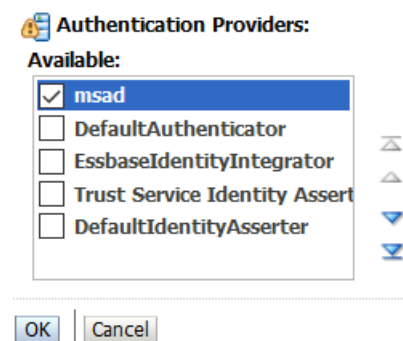 Authentication Providers:
Available:
msad
DefaultAuthenticator
EssbaseIdentityIntegrator
Trust Service Identity Assert
DefaultIdentityAsserter
OK
Cancel